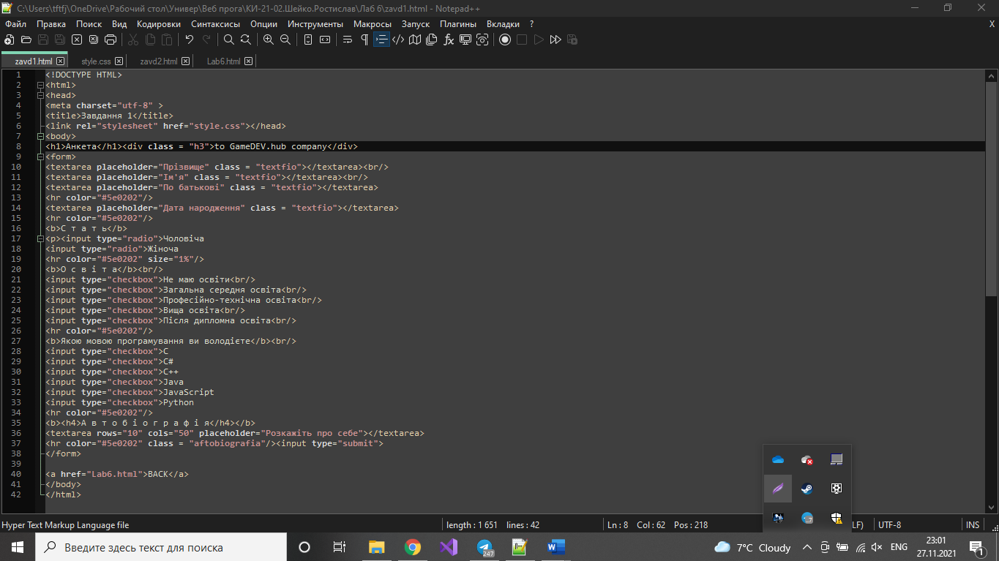 C:\Users\tftfj\OneDrive\Рабочий стол\Универ\Веб прога\КИ-21-02.Шейко.Ростислав\Лаб 6\zavd1.html - Notepad++
Файл Правка Поиск Вид Кодировки Синтаксисы Опции Инструменты Макросы Запуск Плагины Вкладки ? X
zavd1.html style.css zavd2.html Lab6.html
1 <!DOCTYPE HTML>
2 <html>
3 <head>
4 <meta charset="utf-8" >
5 <title>Завдання 1</title>
6 <link rel="stylesheet" href="style.css"></head>
7 <body>
8 <h1>Анкета</h1><div class = "h3">to GameDEV.hub company</div>
9 <form>
10 <textarea placeholder="Прізвище" class = "textfio"></textarea><br/>
11 <textarea placeholder="Ім'я" class = "textfio"></textarea><br/>
12 <textarea placeholder="По батькові" class = "textfio"></textarea>
13 <hr color="#5e0202"/>
14 <textarea placeholder="Дата народження" class = "textfio"></textarea>
15 <hr color="#5e0202"/>
16 <b>С т а т ь</b>
17 <p><input type="radio">Чоловіча
18 <input type="radio">Жіноча
19 <hr color="#5e0202" size="1%"/>
20 <b>О с в і т а</b><br/>
21 <input type="checkbox">Не маю освіти<br/>
22 <input type="checkbox">Загальна середня освіта<br/>
23 <input type="checkbox">Професійно-технічна освіта<br/>
24 <input type="checkbox">Вища освіта<br/>
25 <input type="checkbox">Після дипломна освіта<br/>
26 <hr color="#5e0202"/>
27 <b>Якою мовою програмування ви володієте</b><br/>
28 <input type="checkbox">C
29 <input type="checkbox">C#
30 <input type="checkbox">C++
31 <input type="checkbox">Java
32 <input type="checkbox">JavaScript
33 <input type="checkbox">Python
34 <hr color="#5e0202"/>
35 <b><h4>А в т о б і о г р а ф і я</h4></b>
36 <textarea rows="10" cols="50" placeholder="Розкажіть про себе"></textarea>
37 <hr color="#5e0202" class = "aftobiografia"/><input type="submit">
38 </form>
39
40 <a href="Lab6.html">BACK</a>
41 </body>
42 </html>
Hyper Text Markup Language file length : 1 651 lines : 42 Ln : 8 Col : 62 Pos : 218 LF) UTF-8 INS
Введите здесь текст для поиска 247 7°C Cloudy ENG 23:01
27.11.2021 1